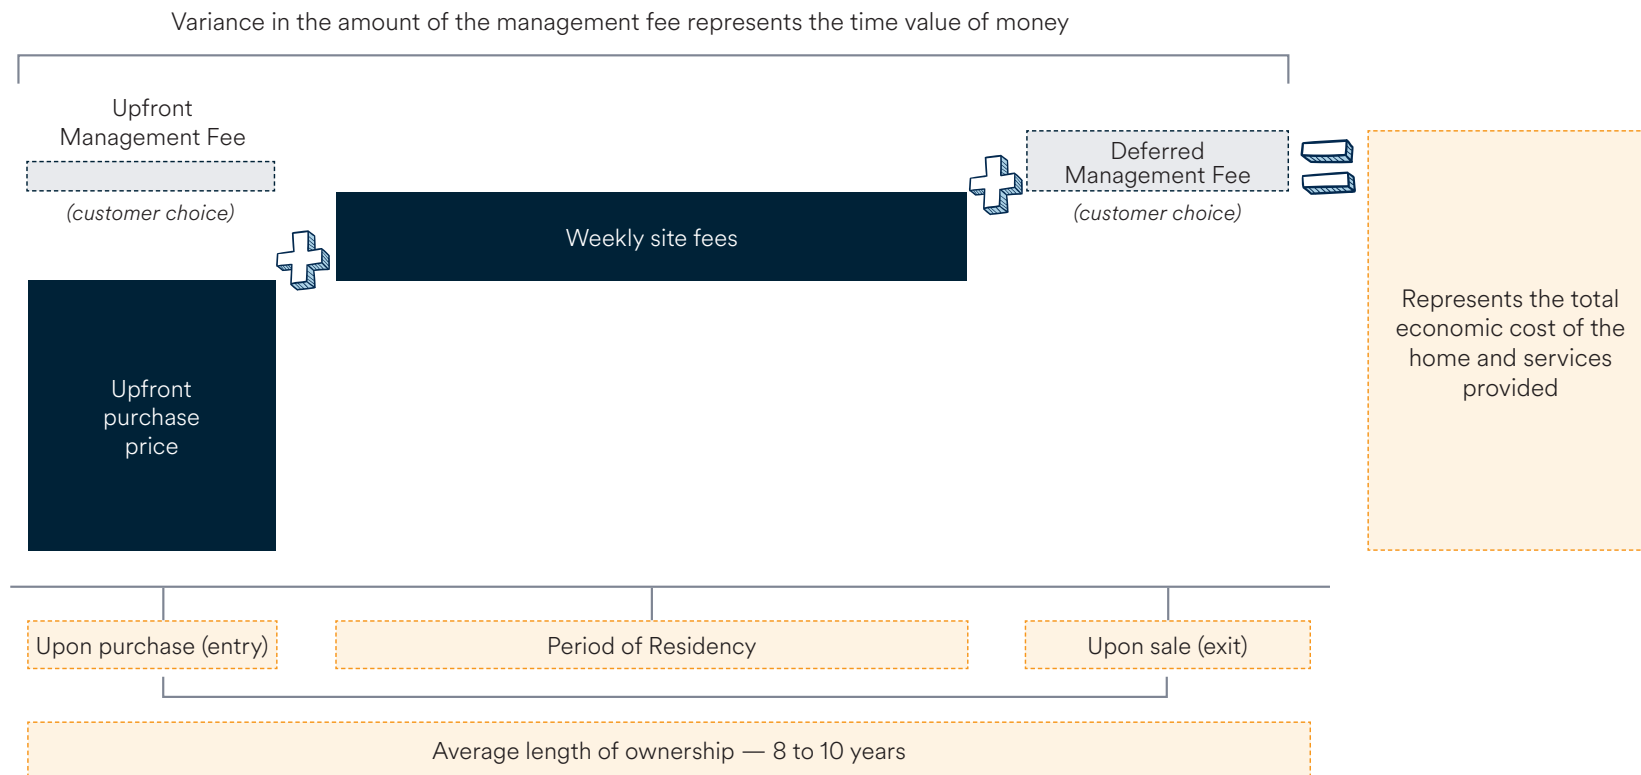 Variance in the amount of the management fee represents the time value of money
Upfront
Management Fee
(customer choice)
Upfront
purchase
price
Weekly site fees
Deferred
Management Fee
(customer choice)
Represents the total
economic cost of the
home and services
provided
Upon purchase (entry)
Period of Residency
Upon sale (exit)
Average length of ownership — 8 to 10 years